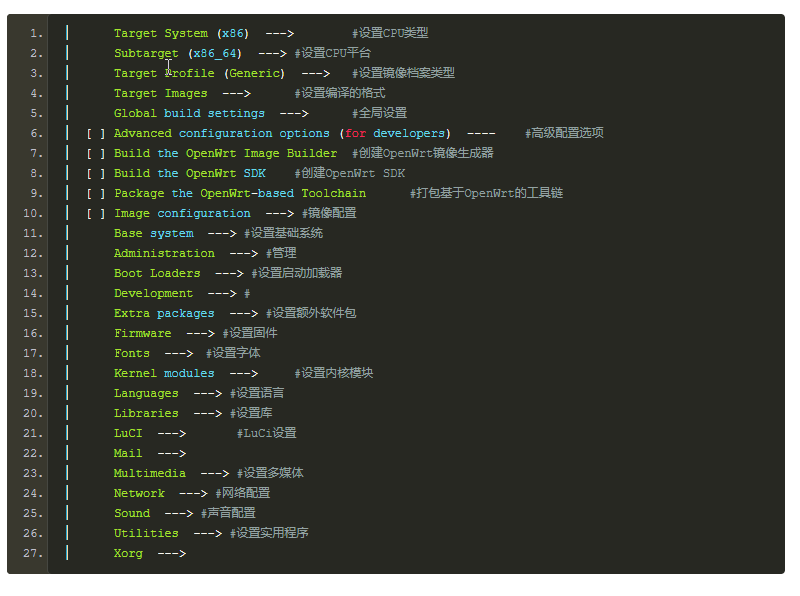 1. | Target System (x86) ---> #设置CPU类型
2. | Subtarget (x86_64) ---> #设置CPU平台
3. | Target Profile (Generic) ---> #设置镜像档案类型
4. | Target Images ---> #设置编译的格式
5. | Global build settings ---> #全局设置
6. | [ ] Advanced configuration options (for developers) ---- #高级配置选项
7. | [ ] Build the OpenWrt Image Builder #创建OpenWrt镜像生成器
8. | [ ] Build the OpenWrt SDK #创建OpenWrt SDK
9. | [ ] Package the OpenWrt-based Toolchain #打包基于OpenWrt的工具链
10. | [ ] Image configuration ---> #镜像配置
11. | Base system ---> #设置基础系统
12. | Administration ---> #管理
13. | Boot Loaders ---> #设置启动加载器
14. | Development ---> #
15. | Extra packages ---> #设置额外软件包
16. | Firmware ---> #设置固件
17. | Fonts ---> #设置字体
18. | Kernel modules ---> #设置内核模块
19. | Languages ---> #设置语言
20. | Libraries ---> #设置库
21. | LuCI ---> #LuCi设置
22. | Mail --->
23. | Multimedia ---> #设置多媒体
24. | Network ---> #网络配置
25. | Sound ---> #声音配置
26. | Utilities ---> #设置实用程序
27. | Xorg --->